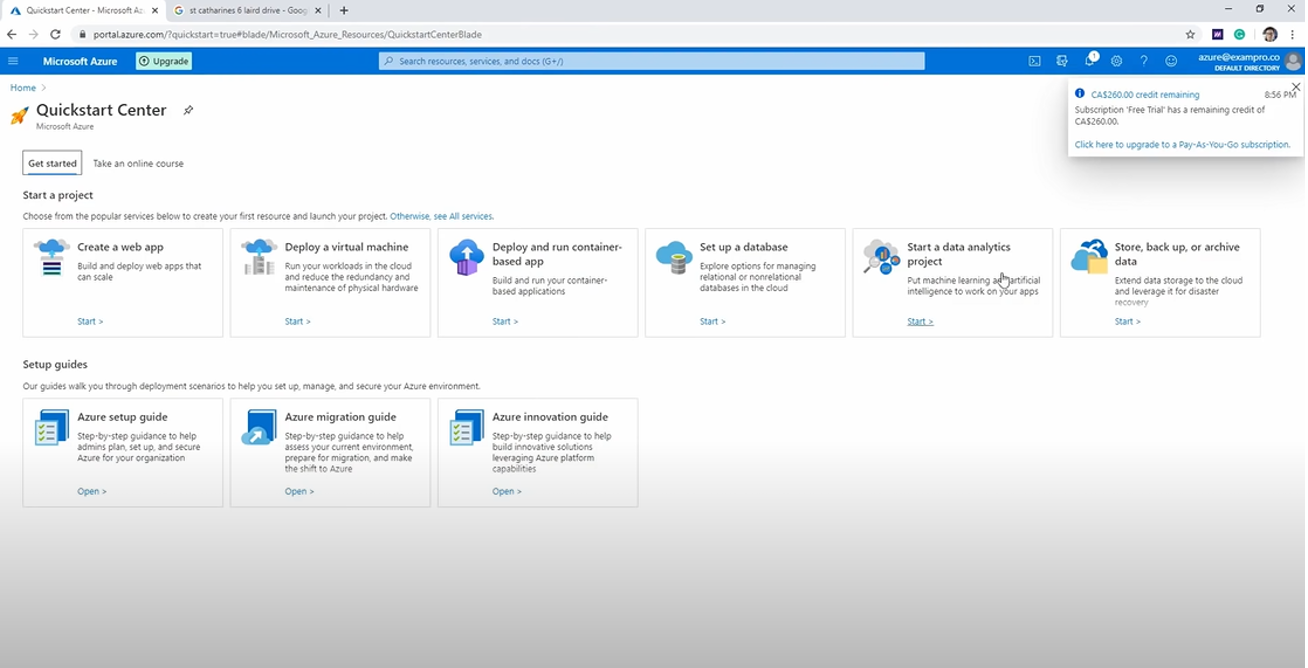 Quickstart Center - Microsoft Az
st catharines 6 laird drive - Goog
portal.azure.com/?quickstart=true#blade/Microsoft_Azure_Resources/QuickstartCenterBlade
Microsoft Azure
Upgrade
Search resources, services, and docs (G+/)
1
azure@exampro.co
DEFAULT DIRECTORY
Home >
Quickstart Center
Microsoft Azure
CA$260.00 credit remaining
8:56 PM
Subscription 'Free Trial' has a remaining credit of
CA$260.00.
Click here to upgrade to a Pay-As-You-Go subscription.
Get started
Take an online course
Start a project
Choose from the popular services below to create your first resource and launch your project. Otherwise, see All services.
Create a web app
Build and deploy web apps that
can scale
Start >
Deploy a virtual machine
Run your workloads in the cloud
and reduce the redundancy and
maintenance of physical hardware
Start >
Deploy and run container-
based app
Build and run your container-
based applications
Start >
Set up a database
Explore options for managing
relational or nonrelational
databases in the cloud
Start >
Start a data analytics
project
Put machine learning and artificial
intelligence to work on your apps
Start >
Store, back up, or archive
data
Extend data storage to the cloud
and leverage it for disaster
recovery
Start >
Setup guides
Our guides walk you through deployment scenarios to help you set up, manage, and secure your Azure environment.
Azure setup guide
Step-by-step guidance to help
admins plan, set up, and secure
Azure for your organization
Open >
Azure migration guide
Step-by-step guidance to help
assess your current environment,
prepare for migration, and make
the shift to Azure
Open >
Azure innovation guide
Step-by-step guidance to help
build innovative solutions
leveraging Azure platform
capabilities
Open >